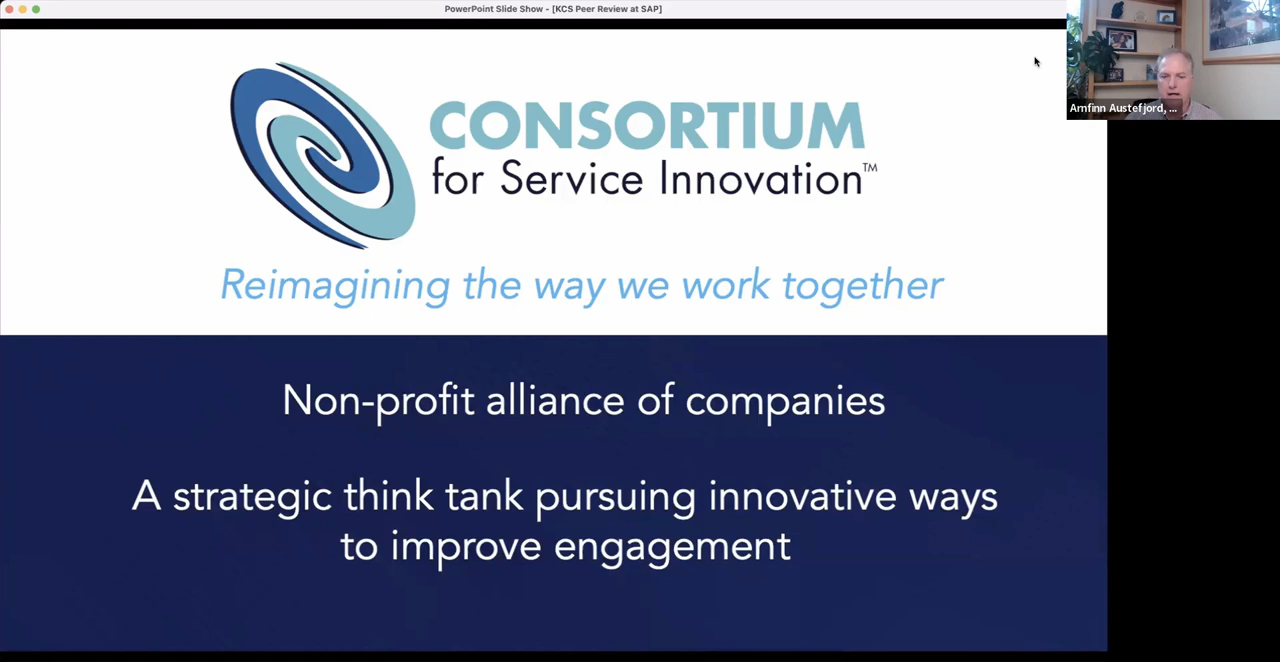 PowerPoint Slide Show - [KCS Peer Review at SAP]
Arnfinn Austefjord, ...
CONSORTIUM
for Service Innovation™
Reimagining the way we work together
Non-profit alliance of companies
A strategic think tank pursuing innovative ways
to improve engagement